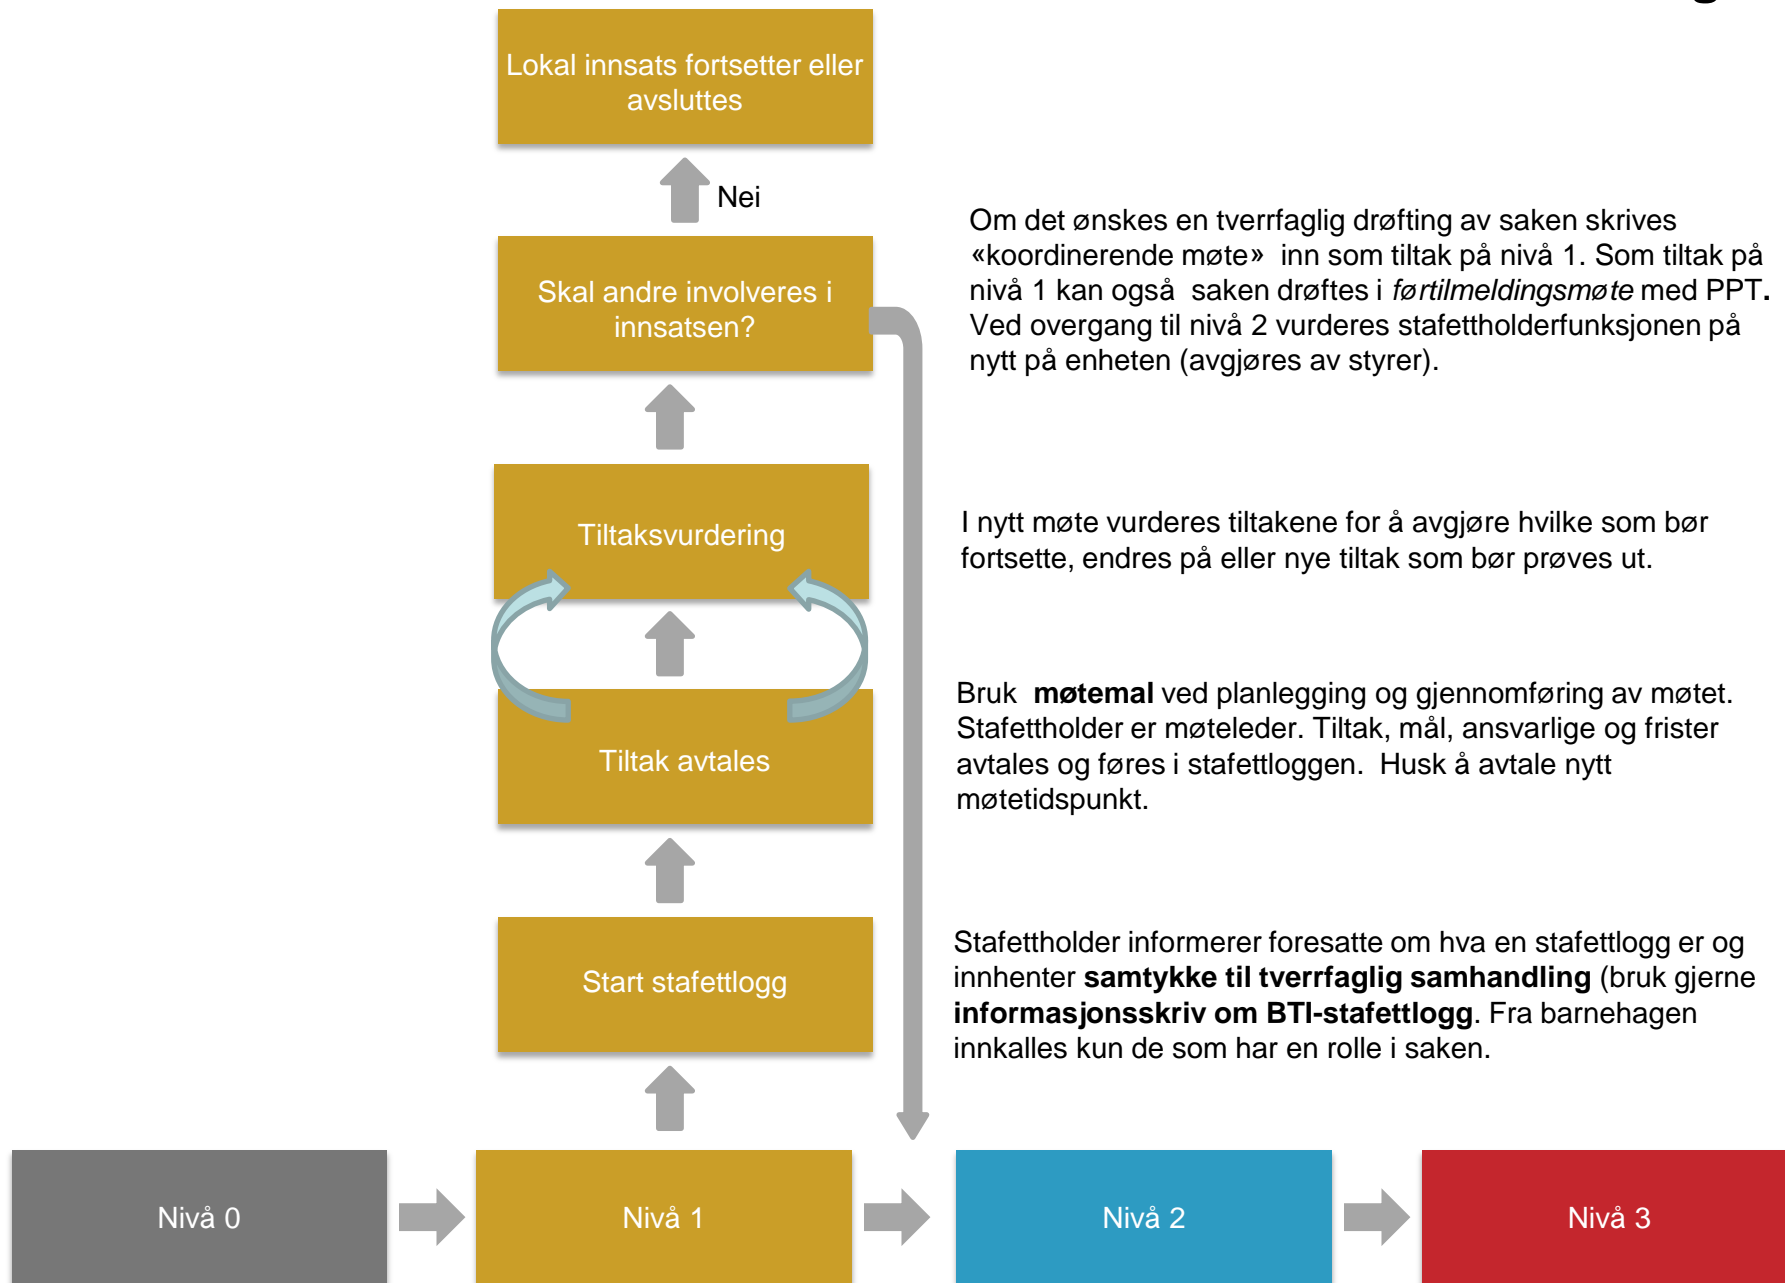 Lokal innsats fortsetter eller
avsluttes
Nei
Skal andre involveres i
innsatsen?
Om det ønskes en tverrfaglig drøfting av saken skrives
«koordinerende møte»  inn som tiltak på nivå 1. Som tiltak på
nivå 1 kan også  saken drøftes i førtilmeldingsmøte med PPT.
Ved overgang til nivå 2 vurderes stafettholderfunksjonen på
nytt på enheten (avgjøres av styrer).
Tiltaksvurdering
I nytt møte vurderes tiltakene for å avgjøre hvilke som bør
fortsette, endres på eller nye tiltak som bør prøves ut.
Tiltak avtales
Bruk  møtemal ved planlegging og gjennomføring av møtet.
Stafettholder er møteleder. Tiltak, mål, ansvarlige og frister
avtales og føres i stafettloggen.  Husk å avtale nytt
møtetidspunkt.
Start stafettlogg
Stafettholder informerer foresatte om hva en stafettlogg er og
innhenter samtykke til tverrfaglig samhandling (bruk gjerne
informasjonsskriv om BTI-stafettlogg. Fra barnehagen
innkalles kun de som har en rolle i saken.
Nivå 0
Nivå 1
Nivå 2
Nivå 3